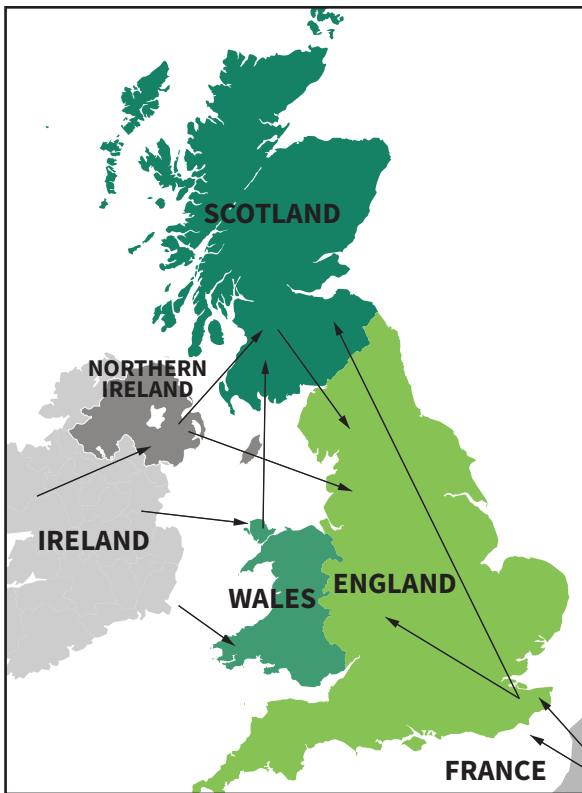 SCOTLAND
NORTHERN
IRELAND
IRELAND
WALES
ENGLAND
FRANCE